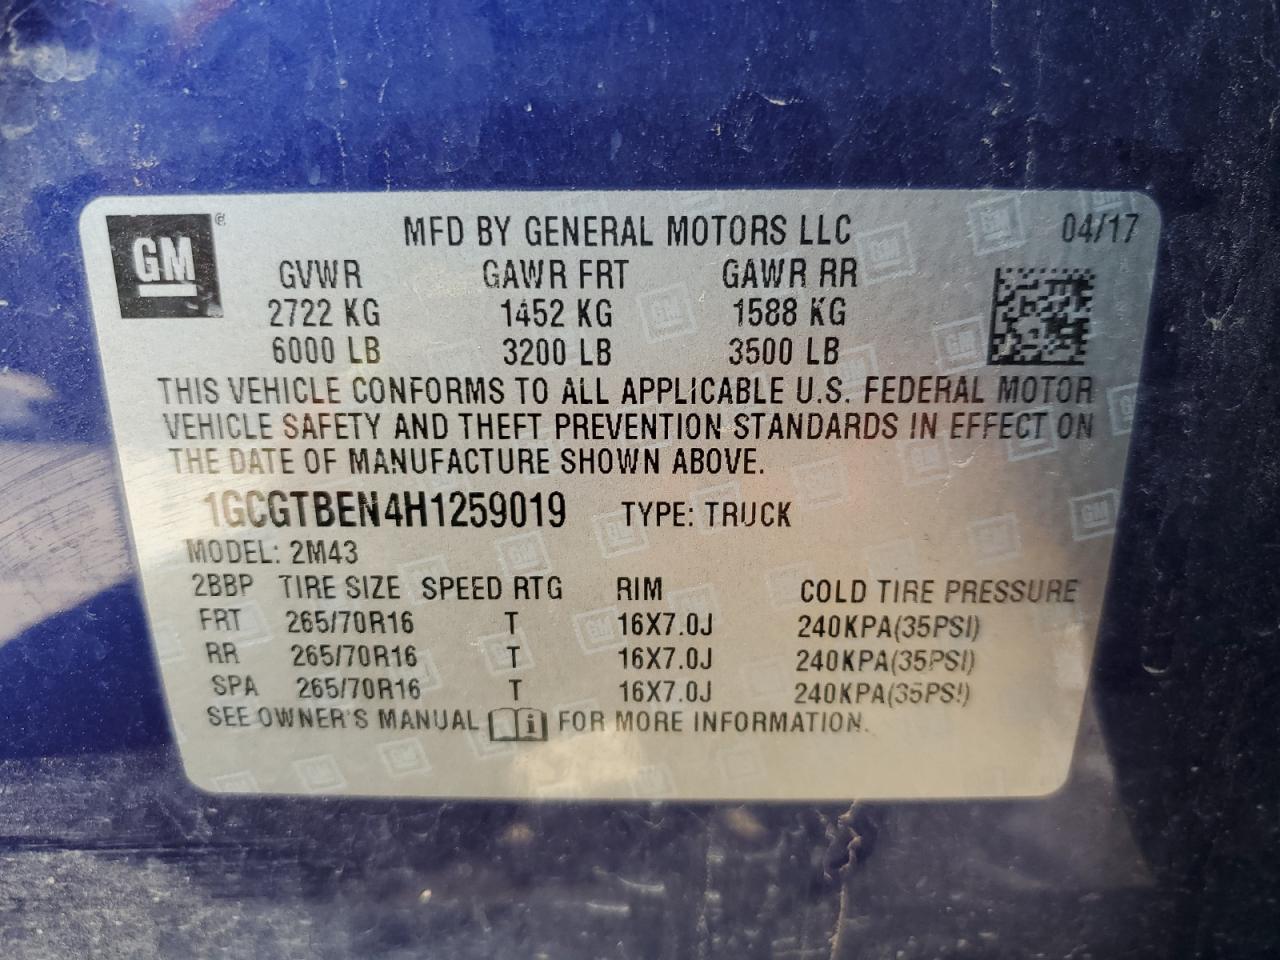 GM
®
MFD BY GENERAL MOTORS LLC 04/17
GVWR GAWR FRT GAWR RR
2722 KG 1452 KG 1588 KG
6000 LB 3200 LB 3500 LB
THIS VEHICLE CONFORMS TO ALL APPLICABLE U.S. FEDERAL MOTOR
VEHICLE SAFETY AND THEFT PREVENTION STANDARDS IN EFFECT ON
THE DATE OF MANUFACTURE SHOWN ABOVE.
1GCGTBEN4H1259019 TYPE: TRUCK
MODEL: 2M43
2BBP TIRE SIZE SPEED RTG RIM COLD TIRE PRESSURE
FRT 265/70R16 T 16X7.0J 240KPA(35PSI)
RR 265/70R16 T 16X7.0J 240KPA(35PSI)
SPA 265/70R16 T 16X7.0J 240KPA(35PSI)
SEE OWNER'S MANUAL i FOR MORE INFORMATION.